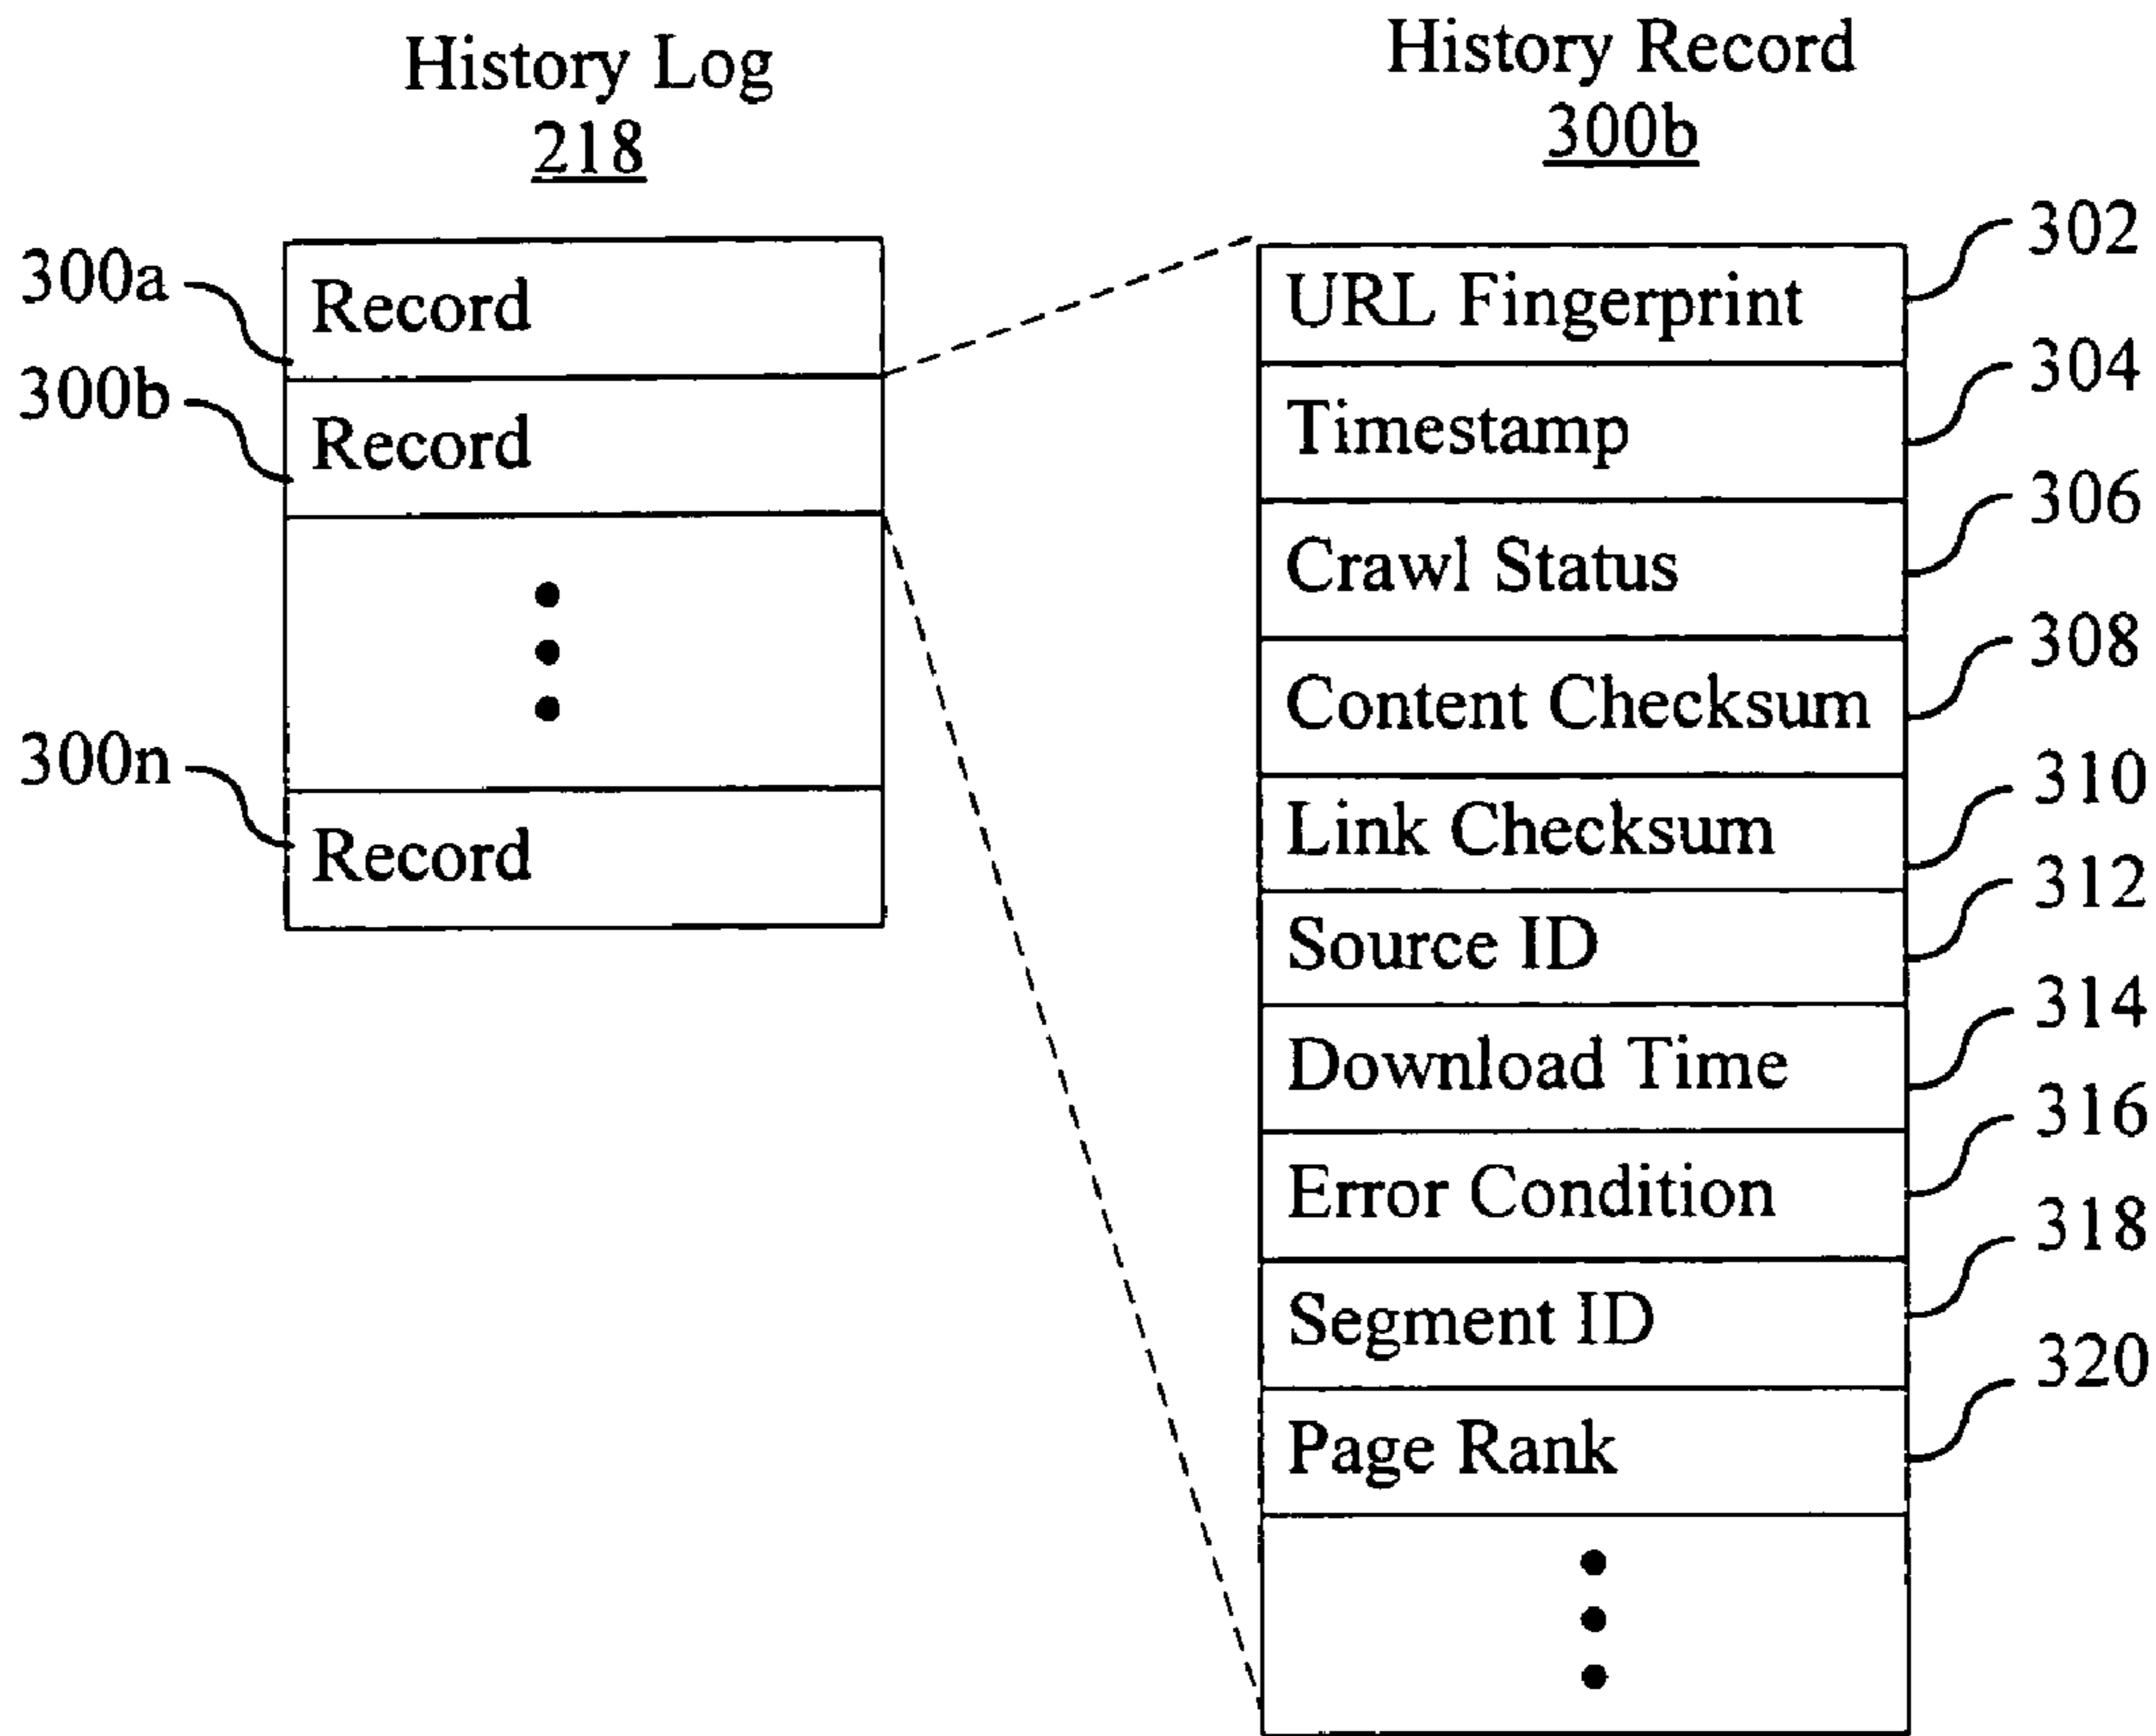 History Log
218
300a
Record
300b
Record
300n
Record
History Record
300b
URL Fingerprint
302
Timestamp
304
Crawl Status
306
Content Checksum
308
Link Checksum
310
Source ID
312
Download Time
314
Error Condition
316
Segment ID
318
Page Rank
320